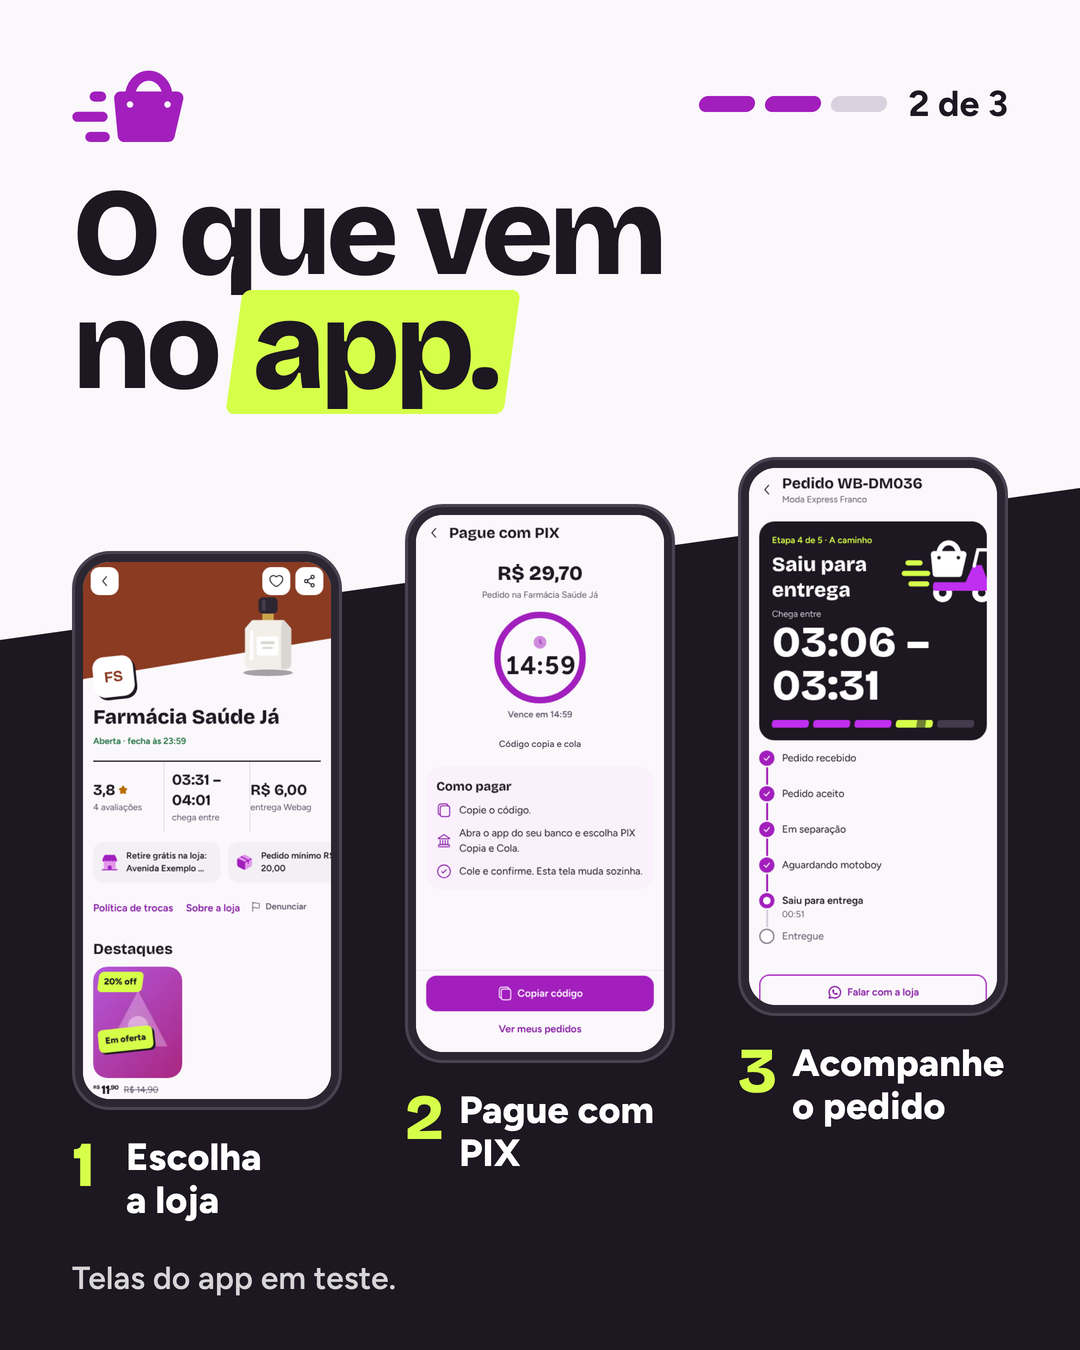 2 de 3
O que vem
no app.
FS
Farmácia Saúde Já
Aberta · fecha às 23:59
3,8
4 avaliações
03:31 –
04:01
chega entre
R$ 6,00
entrega Webag
Retire grátis na loja:
Avenida Exemplo ...
Pedido mínimo R$
20,00
Política de trocas
Sobre a loja
Denunciar
Destaques
20% off
Em oferta
R$ 11,90 R$ 14,90
1 Escolha
a loja
Pague com PIX
R$ 29,70
Pedido na Farmácia Saúde Já
14:59
Vence em 14:59
Código copia e cola
Como pagar
Copie o código.
Abra o app do seu banco e escolha PIX
Copia e Cola.
Cole e confirme. Esta tela muda sozinha.
Copiar código
Ver meus pedidos
2 Pague com
PIX
Pedido WB-DM036
Moda Express Franco
Etapa 4 de 5 · A caminho
Saiu para
entrega
Chega entre
03:06 –
03:31
Pedido recebido
Pedido aceito
Em separação
Aguardando motoboy
Saiu para entrega
00:51
Entregue
Falar com a loja
3 Acompanhe
o pedido
Telas do app em teste.